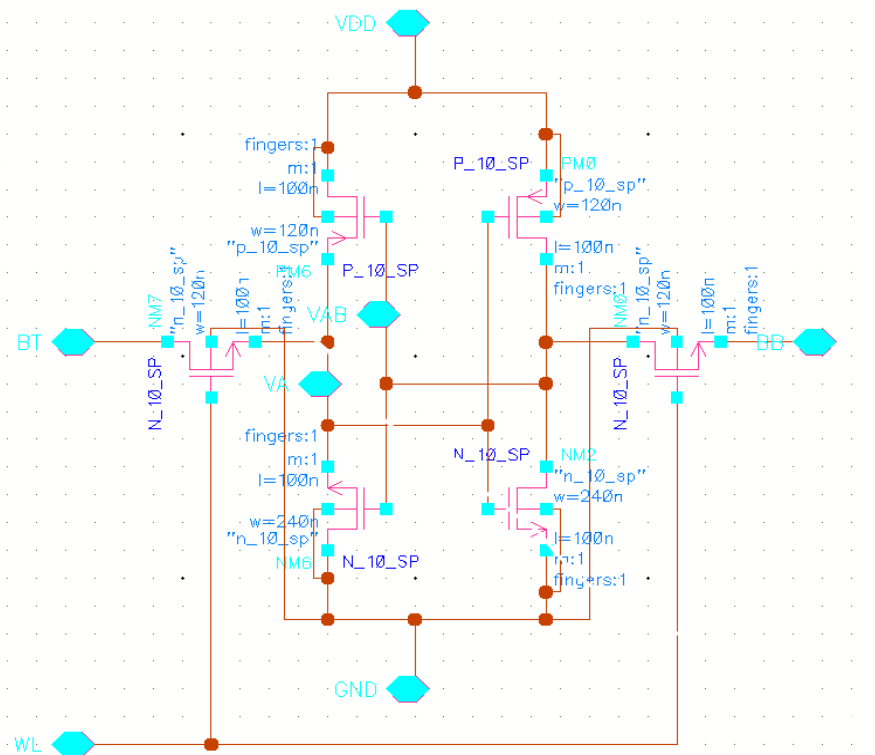 VDD
fingers:1
m:1
l=100n
w=120n
"p_10_sp"
PM6
P_10_SP
P_10_SP
PM0
"p_10_sp"
w=120n
l=100n
m:1
fingers:1
BT
NM7
"n_10_sp"
w=120n
l=100n
m:1
fingers:1
N_10_SP
VAB
VA
"n_10_sp"
w=120n
l=100n
m:1
fingers:1
N_10_SP
BB
fingers:1
m:1
l=100n
w=240n
"n_10_sp"
NM6
N_10_SP
N_10_SP
NM2
"n_10_sp"
w=240n
l=100n
m:1
fingers:1
GND
WL